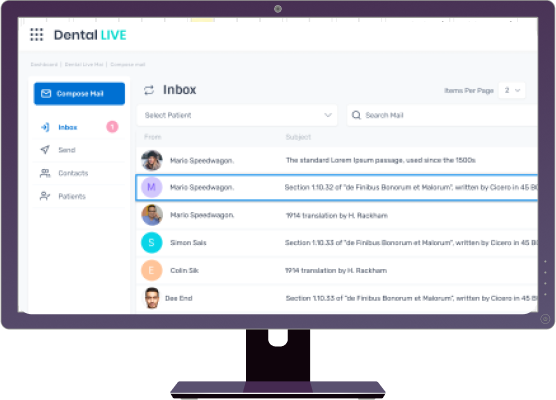 Dental LIVE
Dashboard | Dental Live Mail | Compose mail
Compose Mail
Inbox 1
Send
Contacts
Patients
Inbox
Items Per Page 2
Select Patient
Search Mail
From Subject
Mario Speedwagon. The standard Lorem Ipsum passage, used since the 1500s
M Mario Speedwagon. Section 1.10.32 of "de Finibus Bonorum et Malorum", written by Cicero in 45 BC
Mario Speedwagon. 1914 translation by H. Rackham
S Simon Sais Section 1.10.33 of "de Finibus Bonorum et Malorum", written by Cicero in 45
E Colin Sik 1914 translation by H. Rackham
Dee End Section 1.10.33 of "de Finibus Bonorum et Malorum", written by Cicero in 45